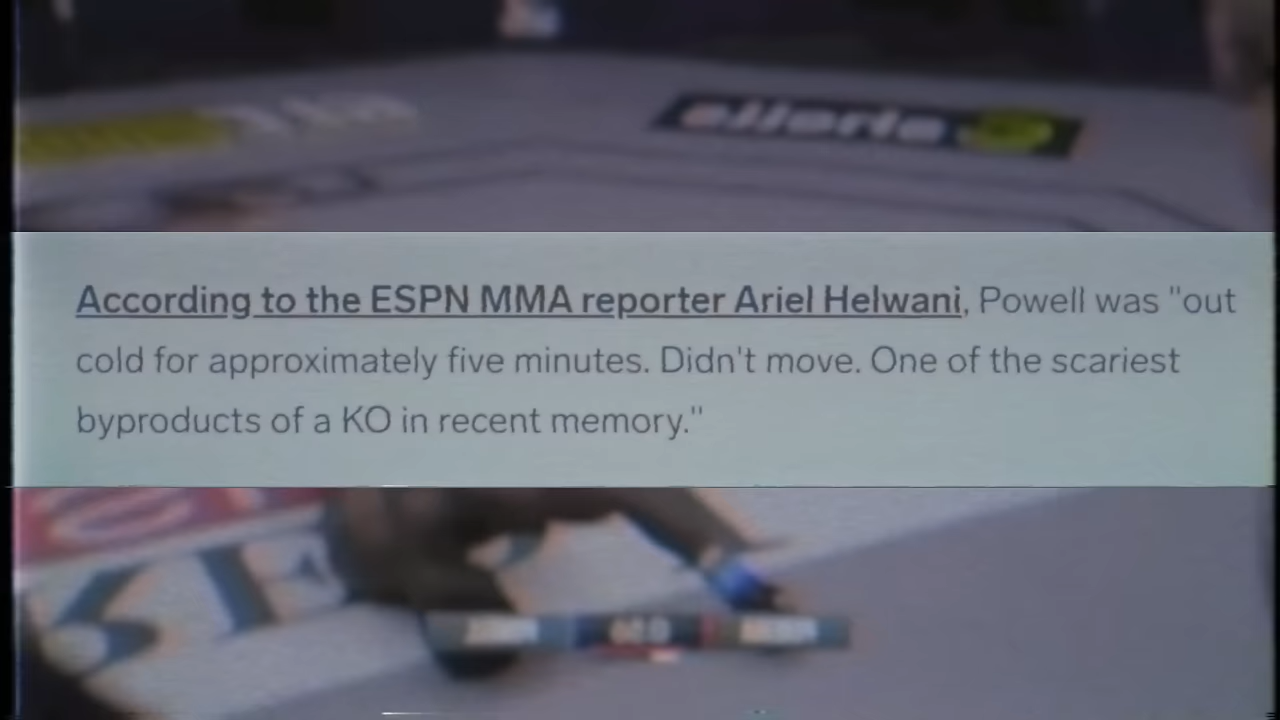 According to the ESPN MMA reporter Ariel Helwani, Powell was "out
cold for approximately five minutes. Didn't move. One of the scariest
byproducts of a KO in recent memory."